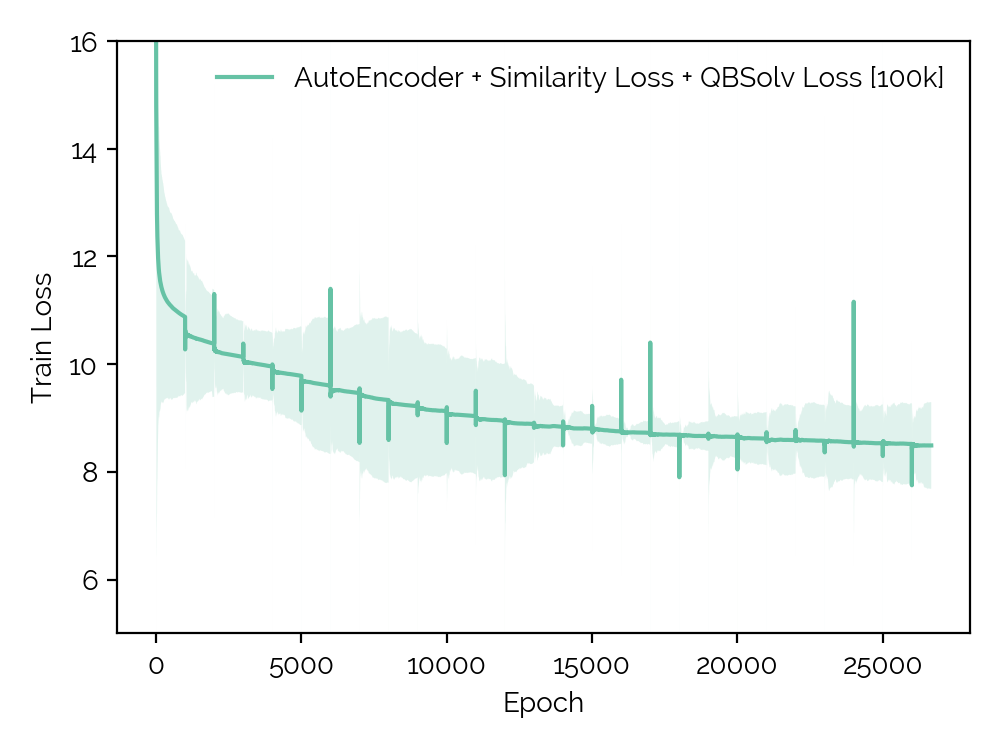 16
AutoEncoder + Similarity Loss + QBSolv Loss [100k]
14
12
10
8
6
Train Loss
0 5000 10000 15000 20000 25000
Epoch